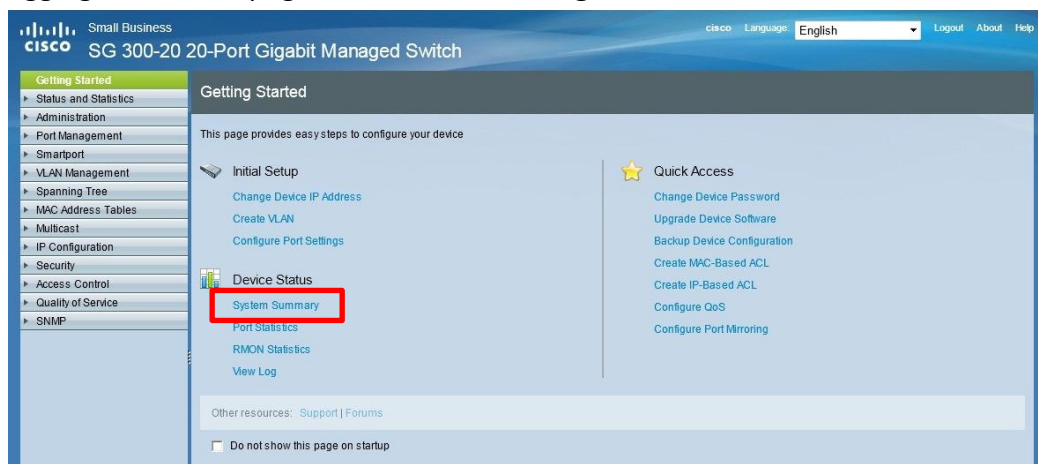 Small Business
cisco SG 300-20 20-Port Gigabit Managed Switch
cisco Language: English Logout About Help
Getting Started
Status and Statistics
Administration
Port Management
Smartport
VLAN Management
Spanning Tree
MAC Address Tables
Multicast
IP Configuration
Security
Access Control
Quality of Service
SNMP
Getting Started
This page provides easy steps to configure your device
Initial Setup
Change Device IP Address
Create VLAN
Configure Port Settings
Device Status
System Summary
Port Statistics
RMON Statistics
View Log
Quick Access
Change Device Password
Upgrade Device Software
Backup Device Configuration
Create MAC-Based ACL
Create IP-Based ACL
Configure QoS
Configure Port Mirroring
Other resources: Support | Forums
Do not show this page on startup